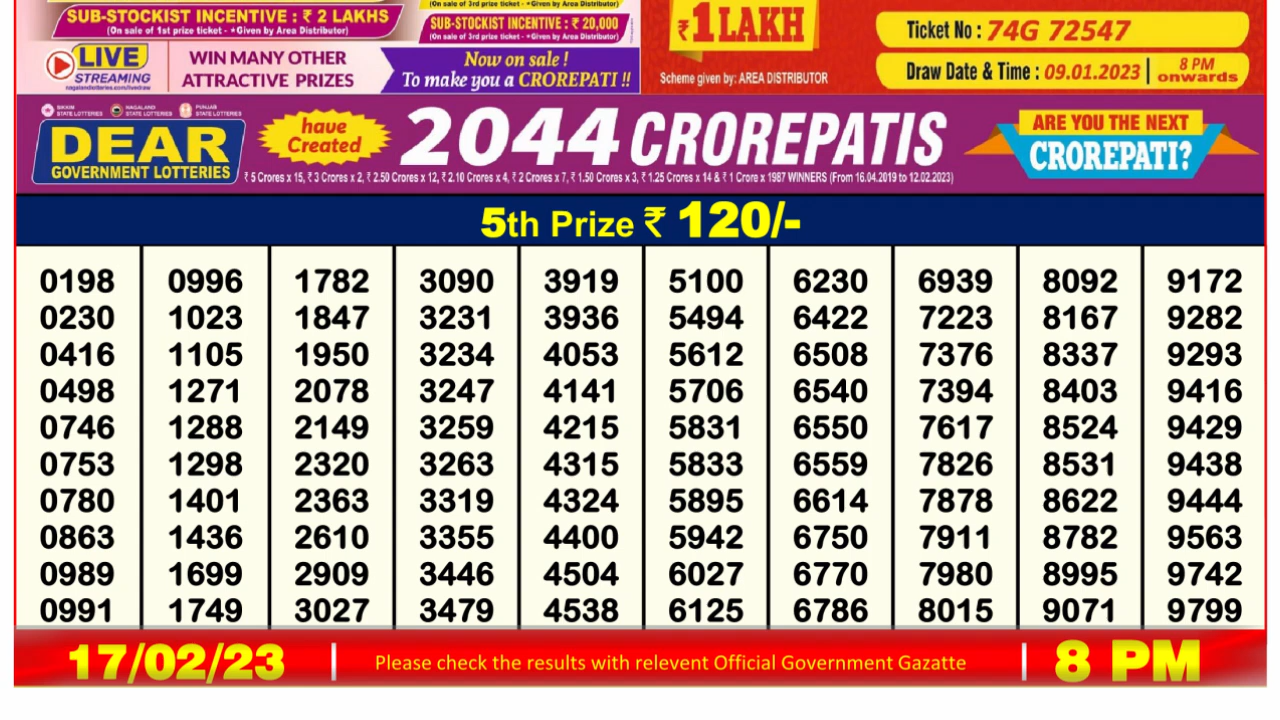 SUB-STOCKIST INCENTIVE : ₹ 2 LAKHS
(On sale of 1st prize ticket - *Given by Area Distributor)
(On sale of 3rd prize ticket - *Given by Area Distributor)
SUB-STOCKIST INCENTIVE : ₹ 20,000
(On sale of 3rd prize ticket - *Given by Area Distributor)
₹1 LAKH
Scheme given by: AREA DISTRIBUTOR
Ticket No : 74G 72547
Draw Date & Time : 09.01.2023 | 8 PM onwards
LIVE
STREAMING
nagalandlotteries.com/livedraw
WIN MANY OTHER
ATTRACTIVE PRIZES
Now on sale !
To make you a CROREPATI !!
SIKKIM STATE LOTTERIES
NAGALAND STATE LOTTERIES
PUNJAB STATE LOTTERIES
DEAR
GOVERNMENT LOTTERIES
have
Created
2044 CROREPATIS
₹ 5 Crores x 15, ₹ 3 Crores x 2, ₹ 2.50 Crores x 12, ₹ 2.10 Crores x 4, ₹ 2 Crores x 7, ₹ 1.50 Crores x 3, ₹ 1.25 Crores x 14 & ₹ 1 Crore x 1987 WINNERS (From 16.04.2019 to 12.02.2023)
ARE YOU THE NEXT
CROREPATI?
5th Prize ₹ 120/-
0198 0996 1782 3090 3919 5100 6230 6939 8092 9172
0230 1023 1847 3231 3936 5494 6422 7223 8167 9282
0416 1105 1950 3234 4053 5612 6508 7376 8337 9293
0498 1271 2078 3247 4141 5706 6540 7394 8403 9416
0746 1288 2149 3259 4215 5831 6550 7617 8524 9429
0753 1298 2320 3263 4315 5833 6559 7826 8531 9438
0780 1401 2363 3319 4324 5895 6614 7878 8622 9444
0863 1436 2610 3355 4400 5942 6750 7911 8782 9563
0989 1699 2909 3446 4504 6027 6770 7980 8995 9742
0991 1749 3027 3479 4538 6125 6786 8015 9071 9799
17/02/23 | Please check the results with relevent Official Government Gazatte | 8 PM